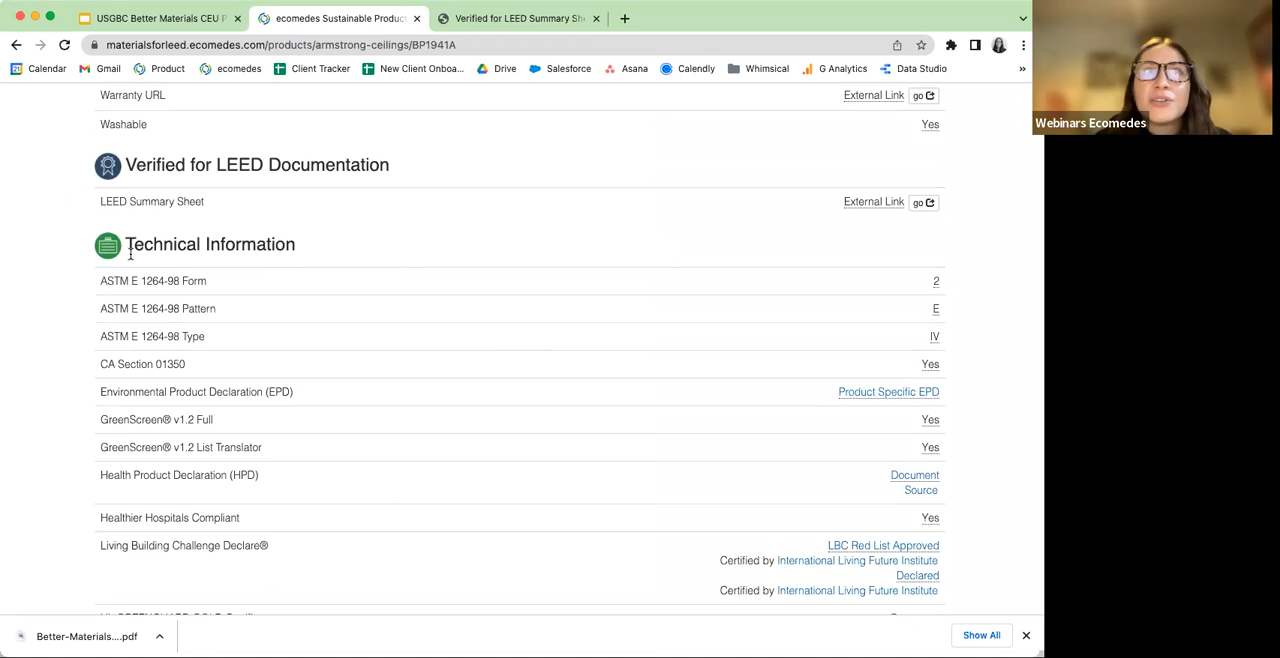 USGBC Better Materials CEU P
ecomedes Sustainable Produc
Verified for LEED Summary Sh
materialsforleed.ecomedes.com/products/armstrong-ceilings/BP1941A
Calendar
Gmail
Product
ecomedes
Client Tracker
New Client Onboa...
Drive
Salesforce
Asana
Calendly
Whimsical
G Analytics
Data Studio
»
Webinars Ecomedes
Warranty URL External Link go
Washable Yes
Verified for LEED Documentation
LEED Summary Sheet External Link go
Technical Information
ASTM E 1264-98 Form 2
ASTM E 1264-98 Pattern E
ASTM E 1264-98 Type IV
CA Section 01350 Yes
Environmental Product Declaration (EPD) Product Specific EPD
GreenScreen® v1.2 Full Yes
GreenScreen® v1.2 List Translator Yes
Health Product Declaration (HPD) Document
Source
Healthier Hospitals Compliant Yes
Living Building Challenge Declare® LBC Red List Approved
Certified by International Living Future Institute
Declared
Certified by International Living Future Institute
Better-Materials....pdf
Show All